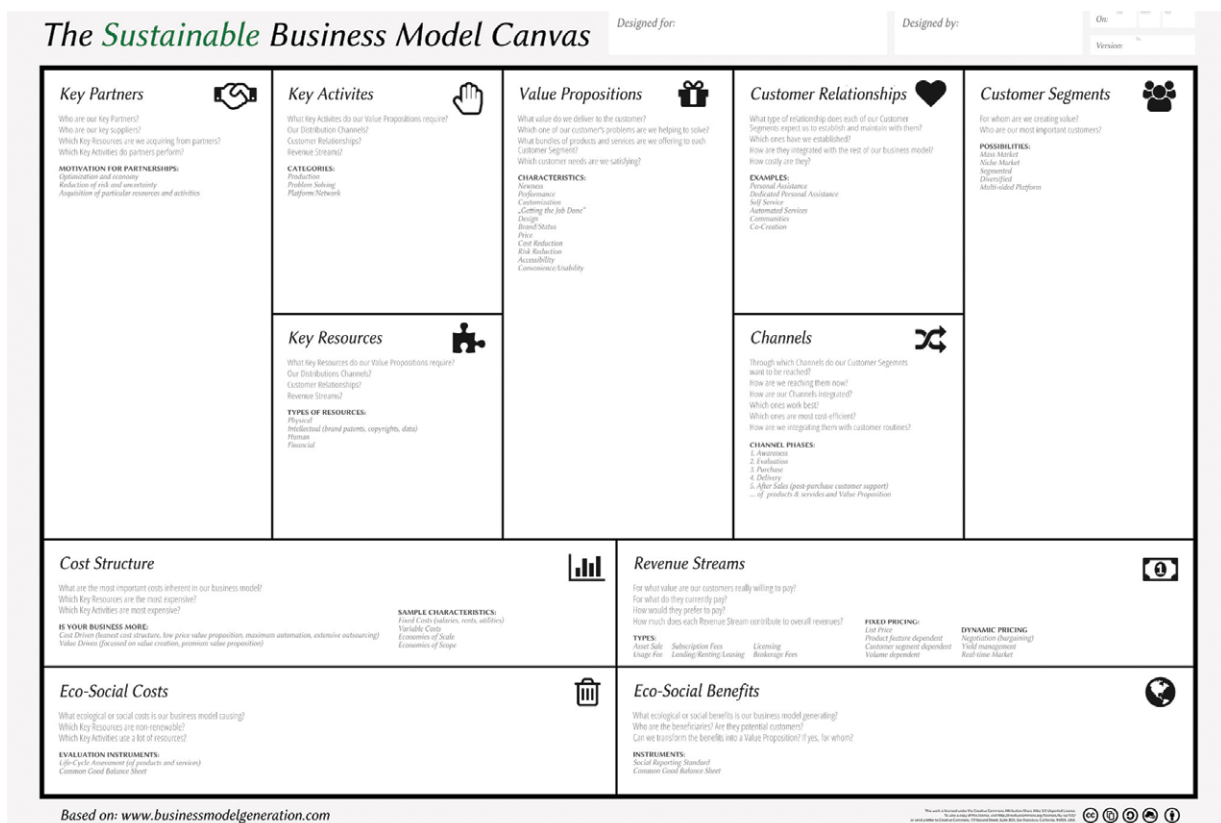 The Sustainable Business Model Canvas
Designed for:
Designed by:
On:
Version:
Key Partners
Who are our Key Partners?
Who are our key suppliers?
Which Key Resources are we acquiring from partners?
Which Key Activities do partners perform?
MOTIVATION FOR PARTNERSHIPS:
Optimization and economy
Reduction of risk and uncertainty
Acquisition of particular resources and activities
Key Activites
What Key Activites do our Value Propositions require?
Our Distribution Channels?
Customer Relationships?
Revenue Streams?
CATEGORIES:
Production
Problem Solving
Platform/Network
Key Resources
What Key Resources do our Value Propositions require?
Our Distributions Channels?
Customer Relationships?
Revenue Streams?
TYPES OF RESOURCES:
Physical
Intellectual (brand patents, copyrights, data)
Human
Financial
Value Propositions
What value do we deliver to the customer?
Which one of our customer's problems are we helping to solve?
What bundles of products and services are we offering to each
Customer Segment?
Which customer needs are we satisfying?
CHARACTERISTICS:
Newness
Performance
Customization
„Getting the Job Done"
Design
Brand/Status
Price
Cost Reduction
Risk Reduction
Accessibility
Convenience/Usability
Customer Relationships
What type of relationship does each of our Customer
Segments expect us to establish and maintain with them?
Which ones have we established?
How are they integrated with the rest of our business model?
How costly are they?
EXAMPLES:
Personal Assistance
Dedicated Personal Assistance
Self Service
Automated Services
Communities
Co-Creation
Channels
Through which Channels do our Customer Segemnts
want to be reached?
How are we reaching them now?
How are our Channels integrated?
Which ones work best?
Which ones are most cost-efficient?
How are we integrating them with customer routines?
CHANNEL PHASES:
1. Awareness
2. Evaluation
3. Purchase
4. Delivery
5. After Sales (post-purchase customer support)
... of products & servides and Value Proposition
Customer Segments
For whom are we creating value?
Who are our most important customers?
POSSIBILITIES:
Mass Market
Niche Market
Segmented
Diversified
Multi-sided Platform
Cost Structure
What are the most important costs inherent in our business model?
Which Key Resources are the most expensive?
Which Key Activities are most expensive?
IS YOUR BUSINESS MORE:
Cost Driven (leanest cost structure, low price value proposition, maximum automation, extensive outsourcing)
Value Driven (focussed on value creation, premium value proposition)
SAMPLE CHARACTERISTICS:
Fixed Costs (salaries, rents, utilities)
Variable Costs
Economies of Scale
Economies of Scope
Revenue Streams
For what value are our customers really willing to pay?
For what do they currently pay?
How would they prefer to pay?
How much does each Revenue Stream contribute to overall revenues?
TYPES:
Asset Sale Subscription Fees Licensing
Usage Fee Lending/Renting/Leasing Brokerage Fees
FIXED PRICING:
List Price
Product feature dependent
Customer segment dependent
Volume dependent
DYNAMIC PRICING
Negotiation (bargaining)
Yield management
Real-time Market
Eco-Social Costs
What ecological or social costs is our business model causing?
Which Key Resources are non-renewable?
Which Key Activities use a lot of resources?
EVALUATION INSTRUMENTS:
Life-Cycle Assessment (of products and services)
Common Good Balance Sheet
Eco-Social Benefits
What ecological or social benefits is our business model generating?
Who are the beneficiaries? Are they potential customers?
Can we transform the benefits into a Value Proposition? If yes, for whom?
INSTRUMENTS:
Social Reporting Standard
Common Good Balance Sheet
Based on: www.businessmodelgeneration.com